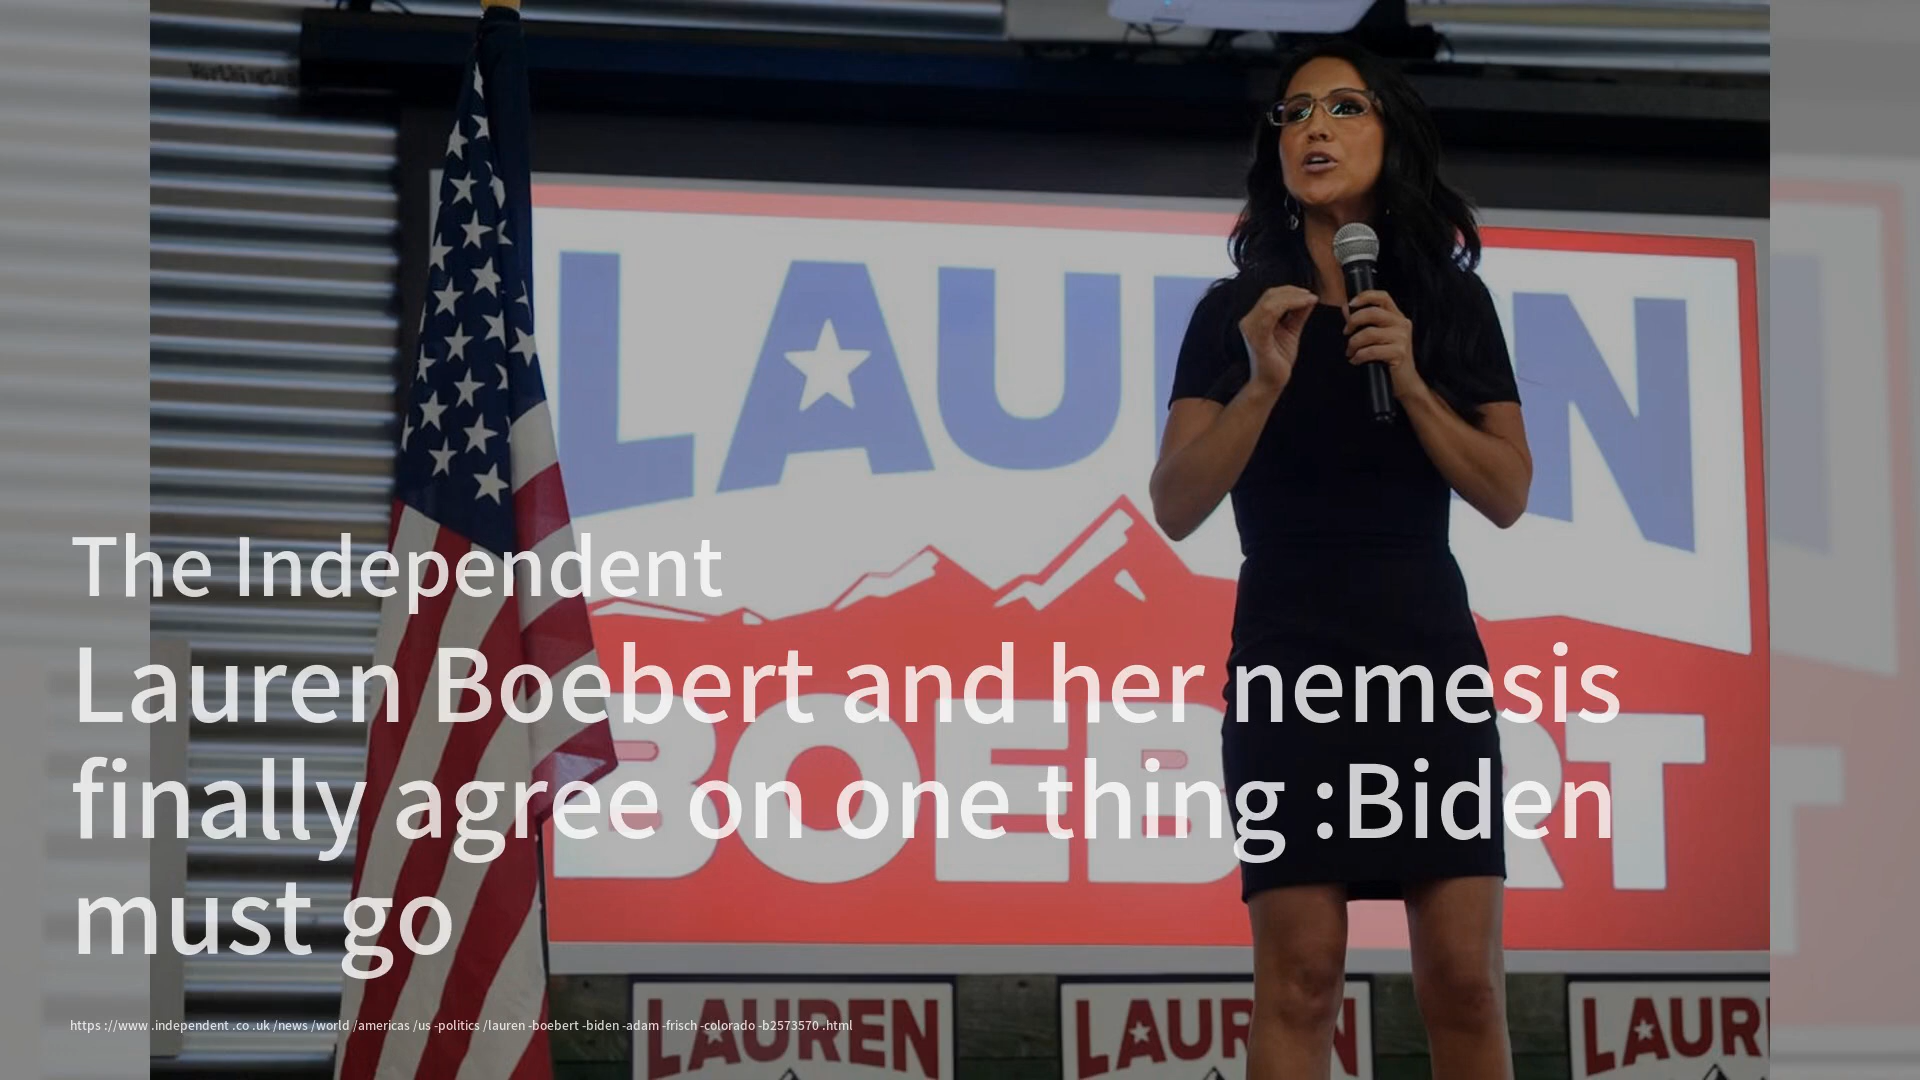 LAUREN
BOEBERT
The Independent
Lauren Boebert and her nemesis
finally agree on one thing :Biden
must go
https://www.independent.co.uk/news/world/americas/us-politics/lauren-boebert-biden-adam-frisch-colorado-b2573570.html
LAUREN
LAUREN
LAUR